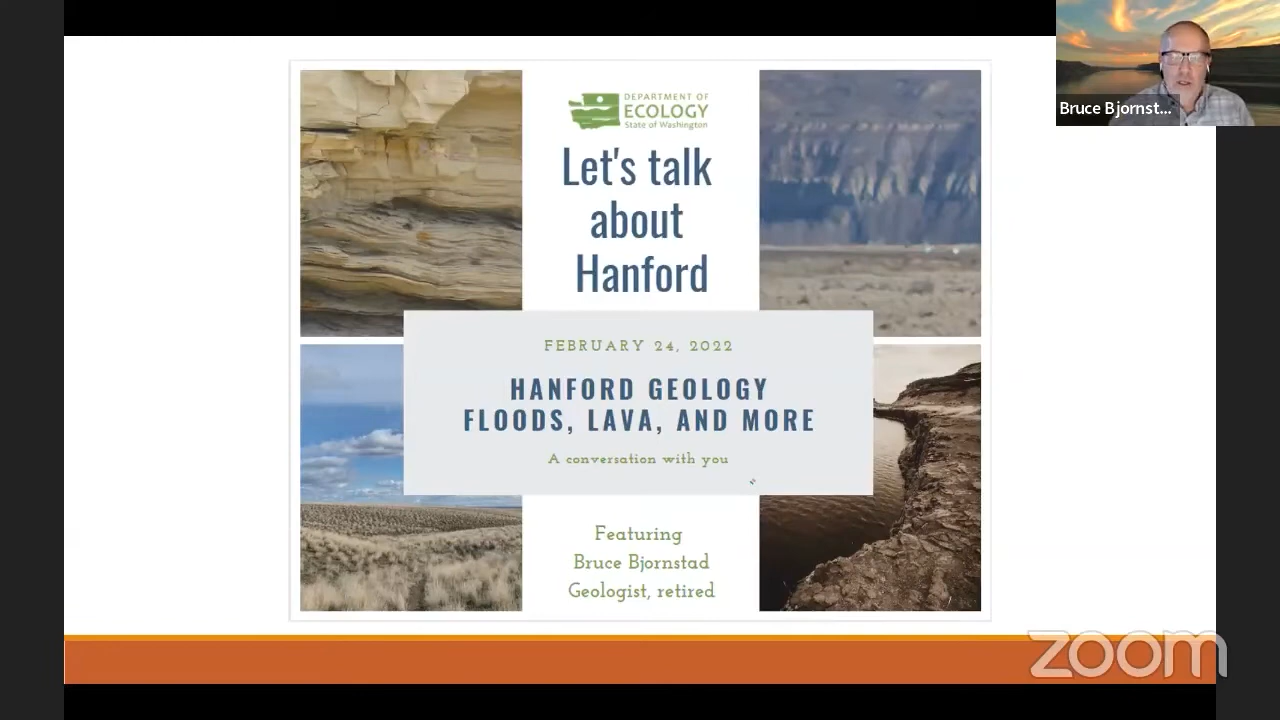 DEPARTMENT OF
ECOLOGY
State of Washington
Let's talk
about
Hanford
FEBRUARY 24, 2022
HANFORD GEOLOGY
FLOODS, LAVA, AND MORE
A conversation with you
Featuring
Bruce Bjornstad
Geologist, retired
Bruce Bjornst...
zoom